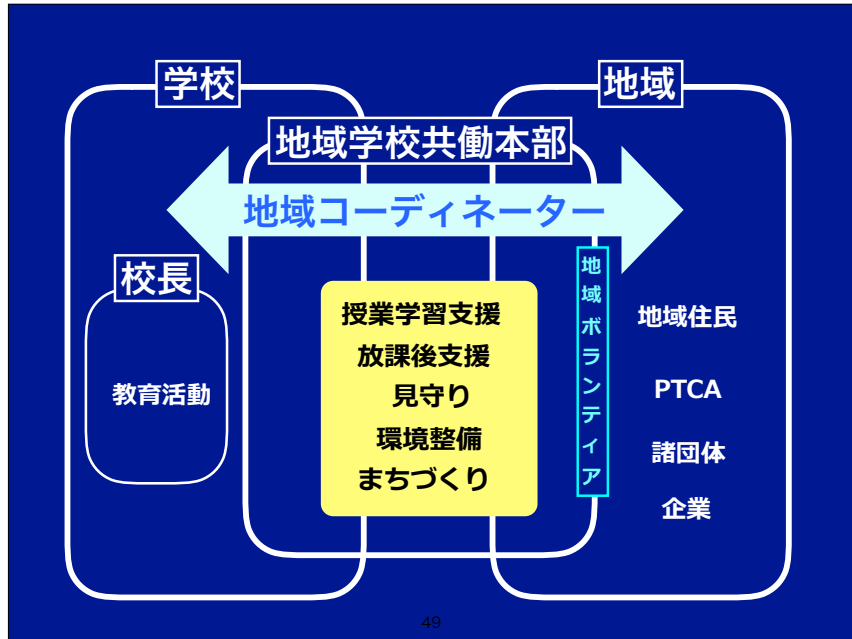 学校
地域
地域学校共働本部
地域コーディネーター
校長
教育活動
授業学習支援
放課後支援
見守り
環境整備
まちづくり
地域ボランティア
地域住民
PTCA
諸団体
企業
49